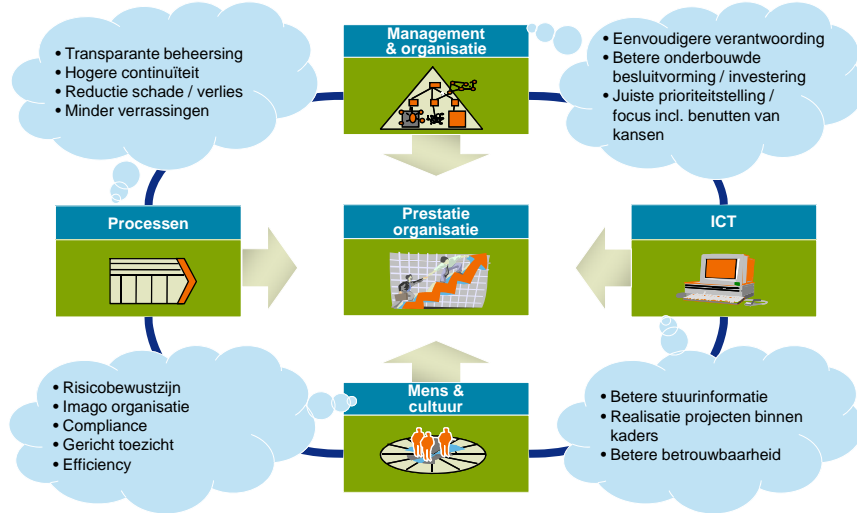 • Transparante beheersing
• Hogere continuïteit
• Reductie schade / verlies
• Minder verrassingen
Management
& organisatie
• Eenvoudigere verantwoording
• Betere onderbouwde
besluitvorming / investering
• Juiste prioriteitstelling /
focus incl. benutten van
kansen
Processen
Prestatie
organisatie
ICT
• Risicobewustzijn
• Imago organisatie
• Compliance
• Gericht toezicht
• Efficiency
Mens &
cultuur
• Betere stuurinformatie
• Realisatie projecten binnen
kaders
• Betere betrouwbaarheid